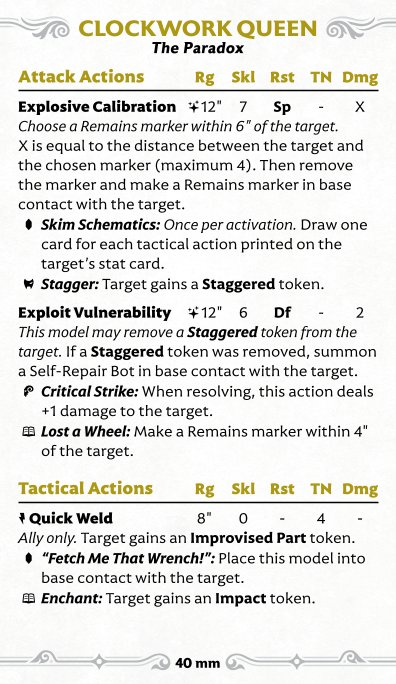 CLOCKWORK QUEEN
The Paradox
Attack Actions Rg Skl Rst TN Dmg
Explosive Calibration 12" 7 Sp - X
Choose a Remains marker within 6" of the target.
X is equal to the distance between the target and
the chosen marker (maximum 4). Then remove
the marker and make a Remains marker in base
contact with the target.
Skim Schematics: Once per activation. Draw one
card for each tactical action printed on the
target's stat card.
Stagger: Target gains a Staggered token.
Exploit Vulnerability 12" 6 Df - 2
This model may remove a Staggered token from the
target. If a Staggered token was removed, summon
a Self-Repair Bot in base contact with the target.
Critical Strike: When resolving, this action deals
+1 damage to the target.
Lost a Wheel: Make a Remains marker within 4"
of the target.
Tactical Actions Rg Skl Rst TN Dmg
Quick Weld 8" 0 - 4 -
Ally only. Target gains an Improvised Part token.
"Fetch Me That Wrench!": Place this model into
base contact with the target.
Enchant: Target gains an Impact token.
40 mm